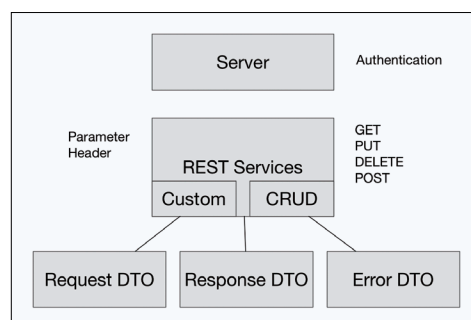 Server
Authentication
Parameter
Header
REST Services
GET
PUT
DELETE
POST
Custom
CRUD
Request DTO
Response DTO
Error DTO